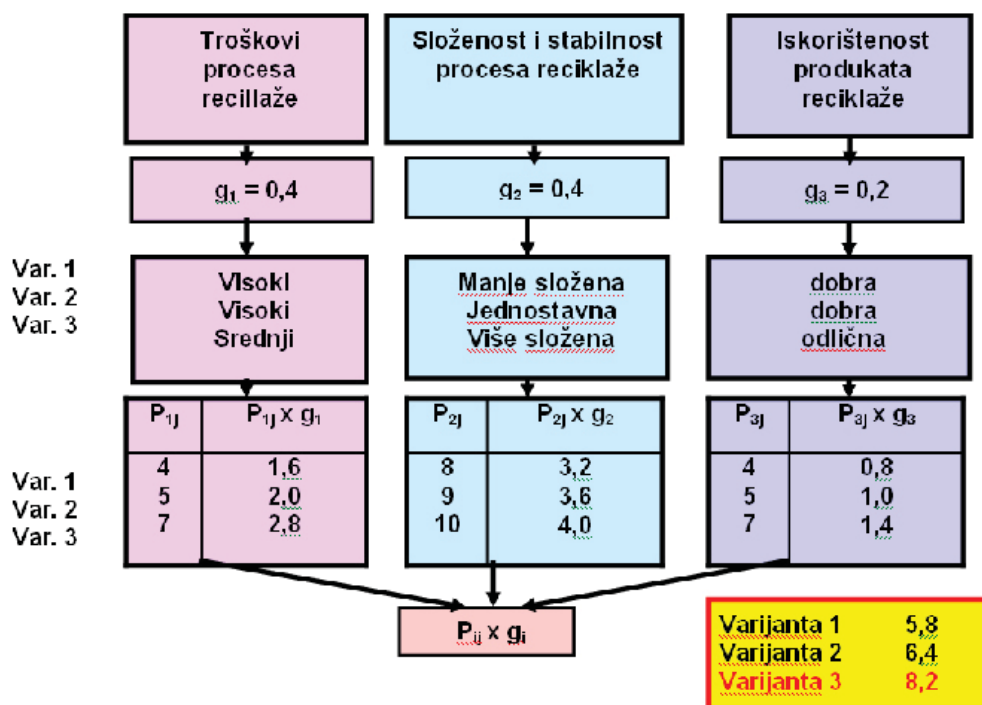 Troškovi
procesa
recillaže
Složenost i stabilnost
procesa reciklaže
Iskorištenost
produkata
reciklaže
g₁ = 0,4
g₂ = 0,4
g₃ = 0,2
Var. 1
Var. 2
Var. 3
VIsokI
Visoki
Srednji
Manje složena
Jednostavna
Više složena
dobra
dobra
odlična
Var. 1
Var. 2
Var. 3
P₁ⱼ P₁ⱼ x g₁
4 1,6
5 2,0
7 2,8
P₂ⱼ P₂ⱼ x g₂
8 3,2
9 3,6
10 4,0
P₃ⱼ P₃ⱼ x g₃
4 0,8
5 1,0
7 1,4
Pᵢⱼ x gᵢ
Varijanta 1 5,8
Varijanta 2 6,4
Varijanta 3 8,2